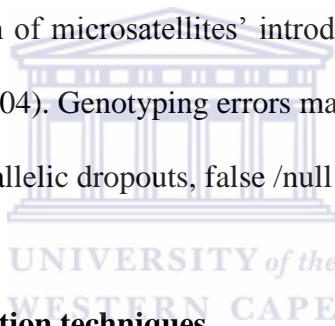 n of microsatellites’ introd
04). Genotyping errors ma
allelic dropouts, false /null
UNIVERSITY of the
WESTERN CAPE
tion techniques